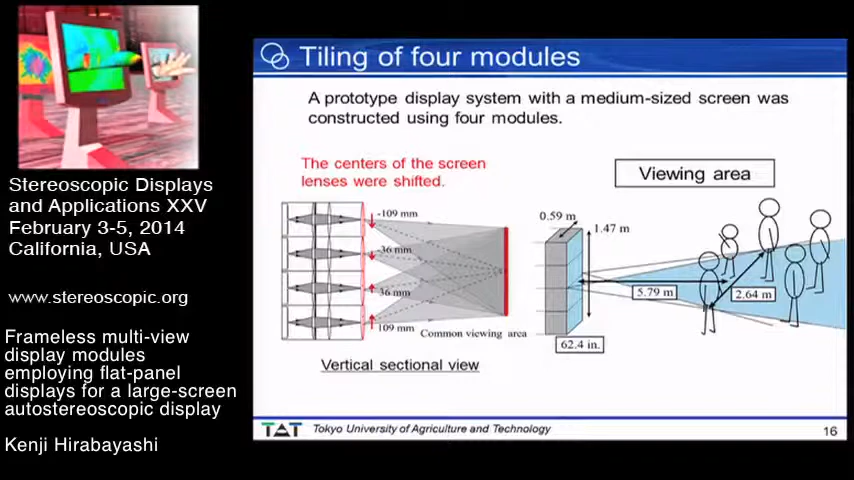 Stereoscopic Displays
and Applications XXV
February 3-5, 2014
California, USA
www.stereoscopic.org
Frameless multi-view
display modules
employing flat-panel
displays for a large-screen
autostereoscopic display
Kenji Hirabayashi
Tiling of four modules
A prototype display system with a medium-sized screen was
constructed using four modules.
The centers of the screen
lenses were shifted.
-109 mm
-36 mm
36 mm
109 mm
Common viewing area
Vertical sectional view
Viewing area
0.59 m
1.47 m
5.79 m
2.64 m
62.4 in.
TAT Tokyo University of Agriculture and Technology
16